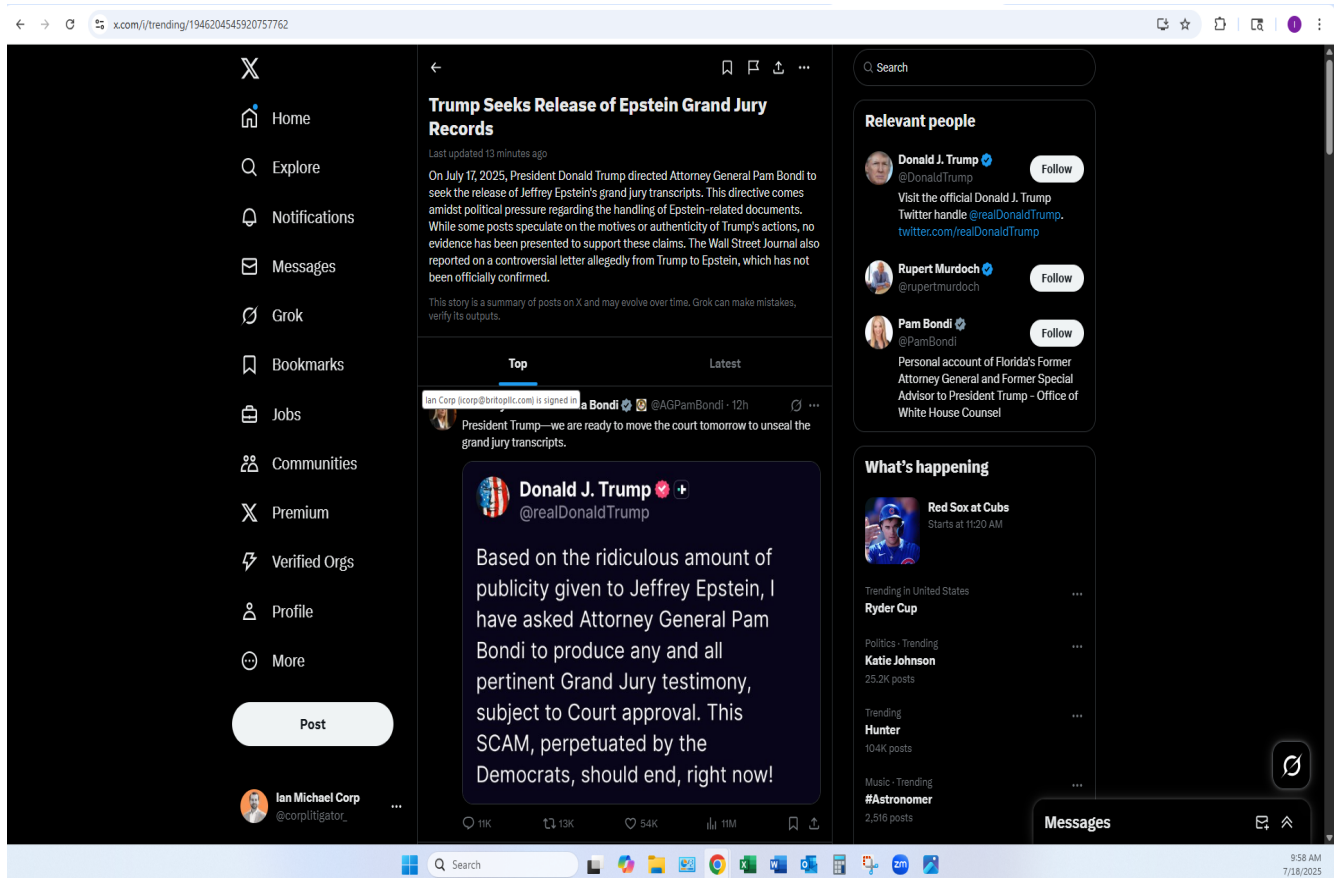 x.com/i/trending/1946204545920757762
Home
Explore
Notifications
Messages
Grok
Bookmarks
Jobs
Communities
Premium
Verified Orgs
Profile
More
Post
Ian Michael Corp
@corplitigator_
Trump Seeks Release of Epstein Grand Jury
Records
Last updated 13 minutes ago
On July 17, 2025, President Donald Trump directed Attorney General Pam Bondi to
seek the release of Jeffrey Epstein's grand jury transcripts. This directive comes
amidst political pressure regarding the handling of Epstein-related documents.
While some posts speculate on the motives or authenticity of Trump's actions, no
evidence has been presented to support these claims. The Wall Street Journal also
reported on a controversial letter allegedly from Trump to Epstein, which has not
been officially confirmed.
This story is a summary of posts on X and may evolve over time. Grok can make mistakes,
verify its outputs.
Top
Latest
Ian Corp (icorp@britopllc.com) is signed in
a Bondi @AGPamBondi · 12h
President Trump—we are ready to move the court tomorrow to unseal the
grand jury transcripts.
Donald J. Trump
@realDonaldTrump
Based on the ridiculous amount of
publicity given to Jeffrey Epstein, I
have asked Attorney General Pam
Bondi to produce any and all
pertinent Grand Jury testimony,
subject to Court approval. This
SCAM, perpetuated by the
Democrats, should end, right now!
11K
13K
54K
11M
Search
Relevant people
Donald J. Trump
@DonaldTrump
Follow
Visit the official Donald J. Trump
Twitter handle @realDonaldTrump.
twitter.com/realDonaldTrump
Rupert Murdoch
@rupertmurdoch
Follow
Pam Bondi
@PamBondi
Follow
Personal account of Florida's Former
Attorney General and Former Special
Advisor to President Trump - Office of
White House Counsel
What's happening
Red Sox at Cubs
Starts at 11:20 AM
Trending in United States
Ryder Cup
Politics · Trending
Katie Johnson
25.2K posts
Trending
Hunter
104K posts
Music · Trending
#Astronomer
2,516 posts
Messages
Search
zm
9:58 AM
7/18/2025